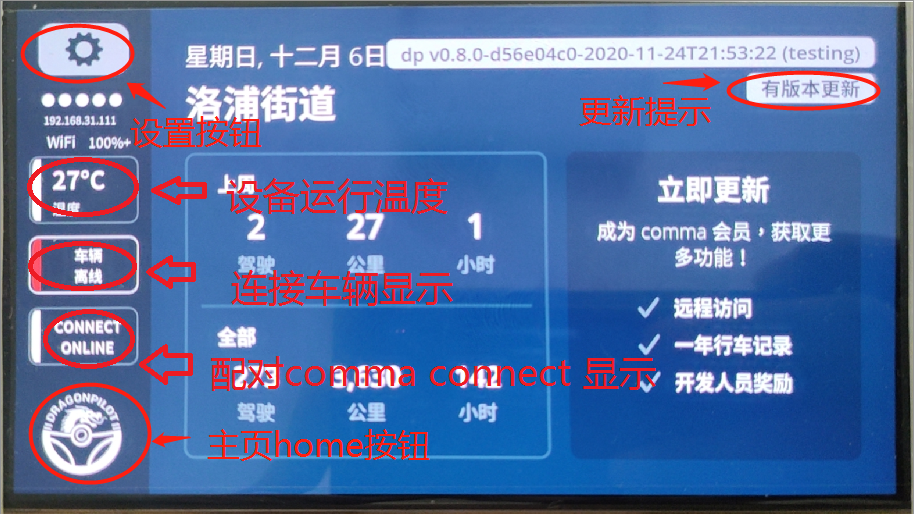 星期日, 十二月 6日
dp v0.8.0-d56e04c0-2020-11-24T21:53:22 (testing)
有版本更新
更新提示
洛浦街道
192.168.31.111
设置按钮
WiFi 100%+
27°C
温度
设备运行温度
上周
2 27 1
驾驶 公里 小时
车辆
离线
连接车辆显示
CONNECT
ONLINE
配对comma connect 显示
全部
驾驶 公里 小时
DRAGONPILOT
主页home按钮
立即更新
成为 comma 会员，获取更
多功能！
远程访问
一年行车记录
开发人员奖励